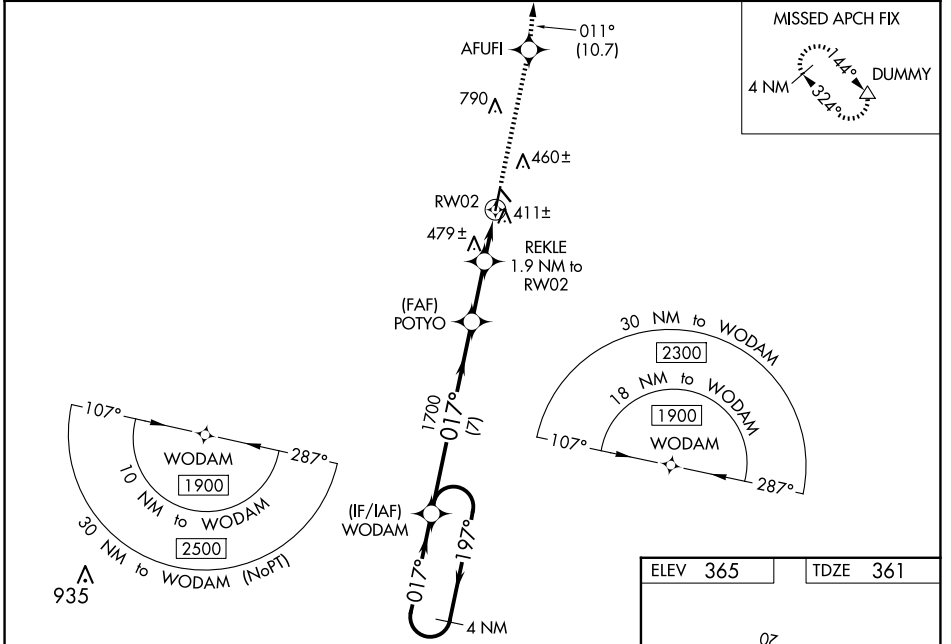 MISSED APCH FIX
4 NM
144°
324°
DUMMY
011°
(10.7)
AFUFI
790
460±
RW02
411±
479±
REKLE
1.9 NM to
RW02
(FAF)
POTYO
1700
017°
(7)
30 NM to WODAM
2300
18 NM to WODAM
1900
WODAM
107°
287°
107°
287°
WODAM
1900
10 NM to WODAM
2500
30 NM to WODAM (NoPT)
935
(IF/IAF)
WODAM
017°
197°
4 NM
ELEV 365
TDZE 361